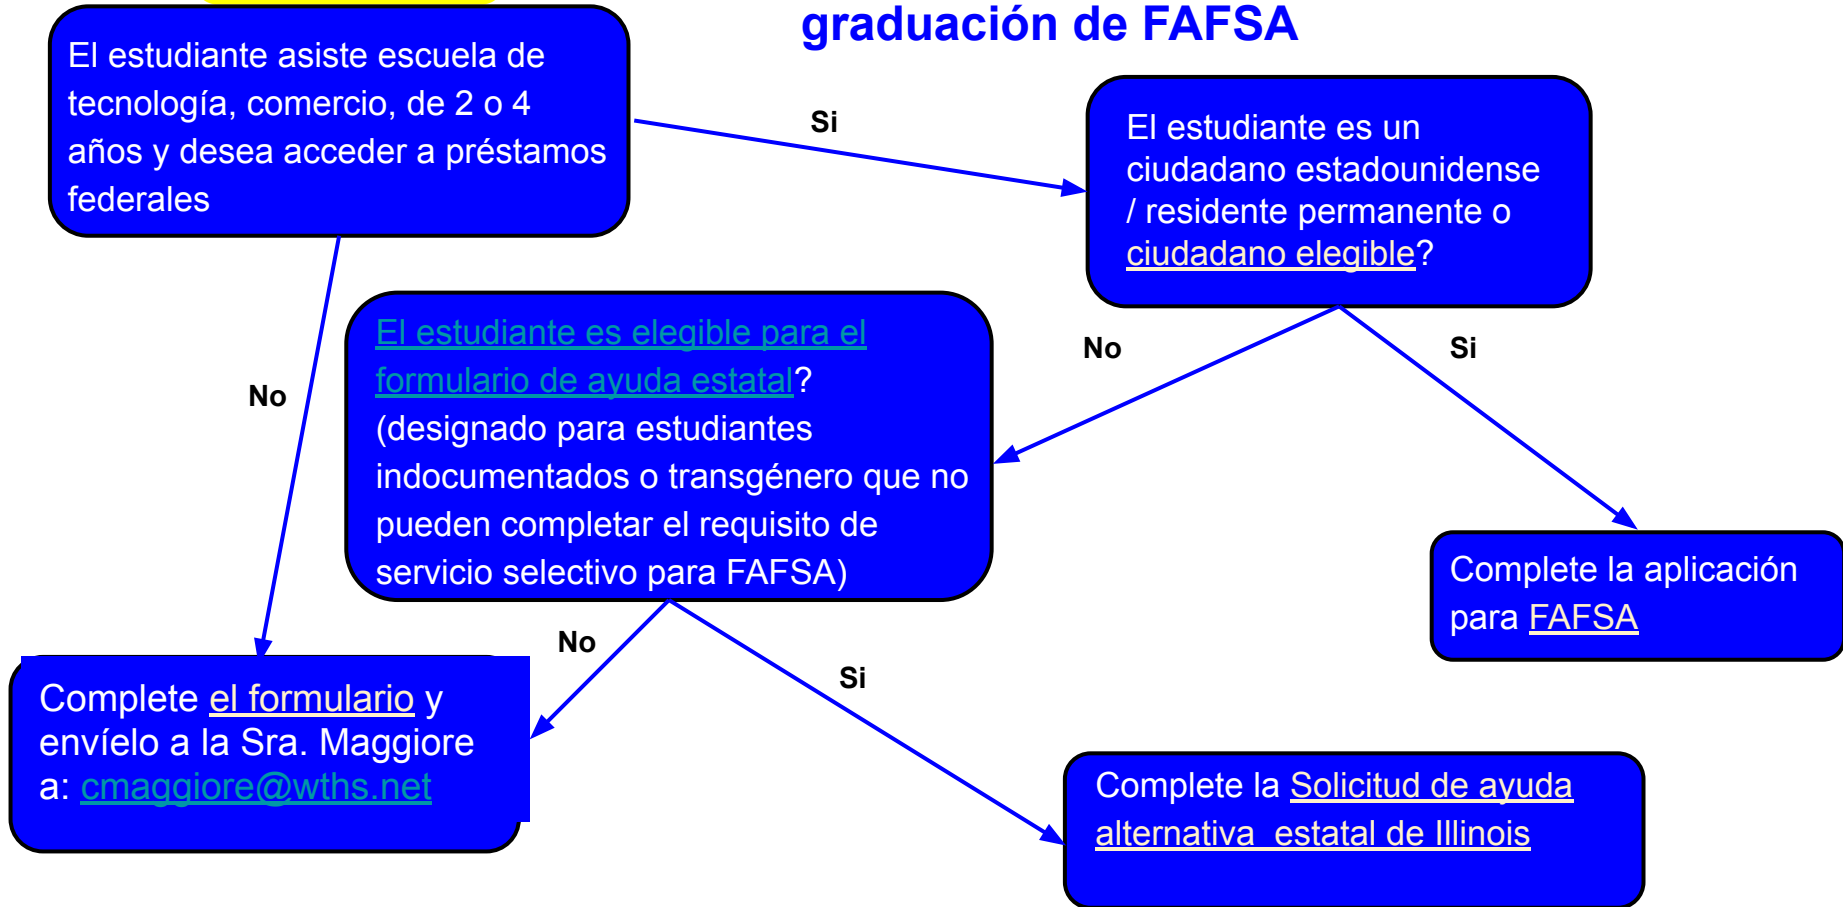 graduación de FAFSA
El estudiante asiste escuela de
tecnología, comercio, de 2 o 4
años y desea acceder a préstamos
federales
Si
El estudiante es un
ciudadano estadounidense
/ residente permanente o
ciudadano elegible?
No
El estudiante es elegible para el
formulario de ayuda estatal?
(designado para estudiantes
indocumentados o transgénero que no
pueden completar el requisito de
servicio selectivo para FAFSA)
No
Si
Complete la aplicación
para FAFSA
No
Si
Complete el formulario y
envíelo a la Sra. Maggiore
a: cmaggiore@wths.net
Complete la Solicitud de ayuda
alternativa  estatal de Illinois